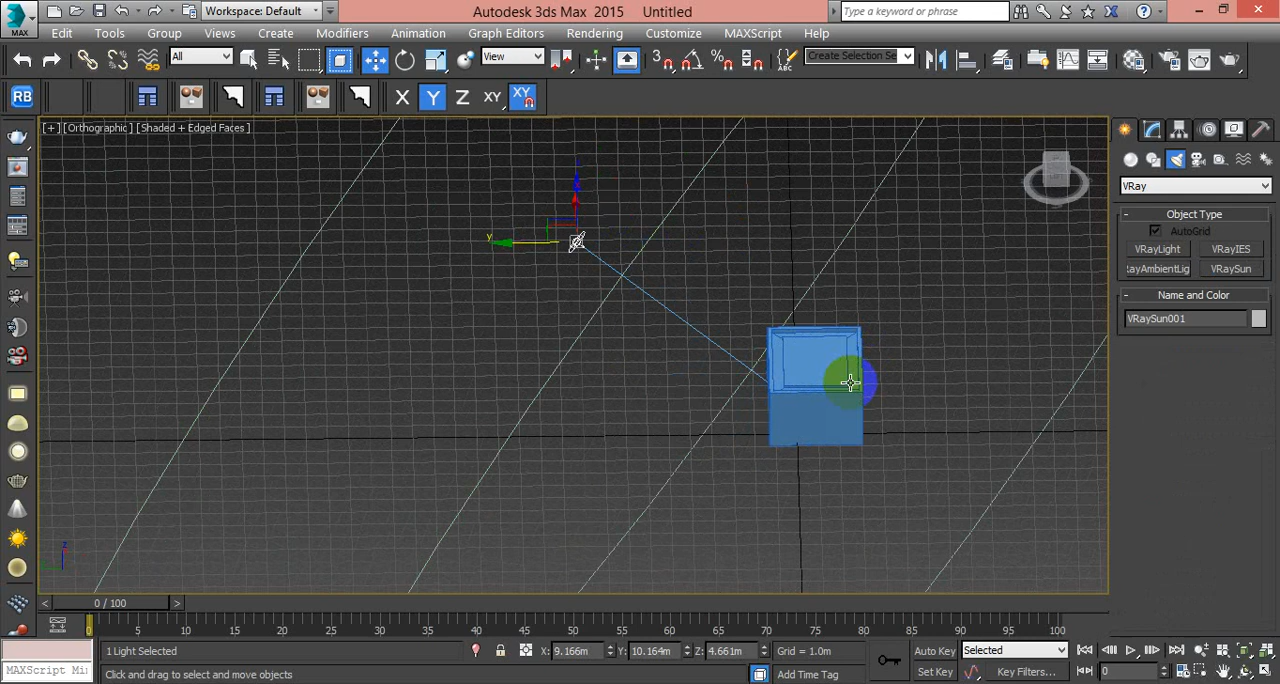 Workspace: Default
Autodesk 3ds Max 2015 Untitled
Type a keyword or phrase
MAX
Edit Tools Group Views Create Modifiers Animation Graph Editors Rendering Customize MAXScript Help
All
View
3
Create Selection Se
RB
X Y Z XY XY
[+] [Orthographic] [Shaded + Edged Faces]
VRay
- Object Type
AutoGrid
VRayLight VRayIES
ayAmbientLig VRaySun
- Name and Color
VRaySun001
y
z
< 0 / 100 >
0 5 10 15 20 25 30 35 40 45 50 55 60 65 70 75 80 85 90 95 100
1 Light Selected
X: 9.166m Y: 10.164m Z: 4.661m Grid = 1.0m
Auto Key Selected
MAXScript Mi
Click and drag to select and move objects
Add Time Tag
Set Key Key Filters... 0